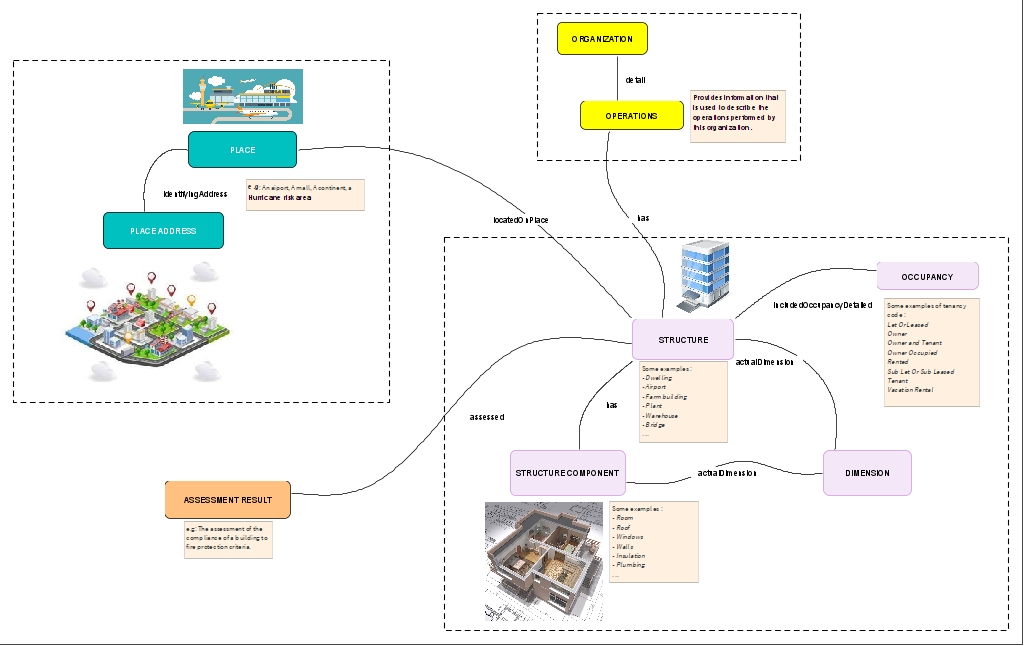 ORGANIZATION
detail
OPERATIONS
Provides information that
is used to describe the
operations performed by
this organization.
has
PLACE
identifyingAddress
e.g: An aiport, A mall, A continent, a
Hurricane risk area
PLACE ADDRESS
locatedOnPlace
OCCUPANCY
includedOccupancyDetailed
Some examples of tenancy
code :
Let Or Leased
Owner
Owner and Tenant
Owner Occupied
Rented
Sub Let Or Sub Leased
Tenant
Vacation Rental
STRUCTURE
actualDimension
Some examples :
- Dwelling
- Airport
- Farm building
- Plant
- Warehouse
- Bridge
....
has
assessed
STRUCTURE COMPONENT
actualDimension
DIMENSION
Some examples :
- Room
- Roof
- Windows
- Walls
- Insulation
- Plumbing
....
ASSESSMENT RESULT
e.g: The assessment of the
compliance of a building to
fire protection criteria.